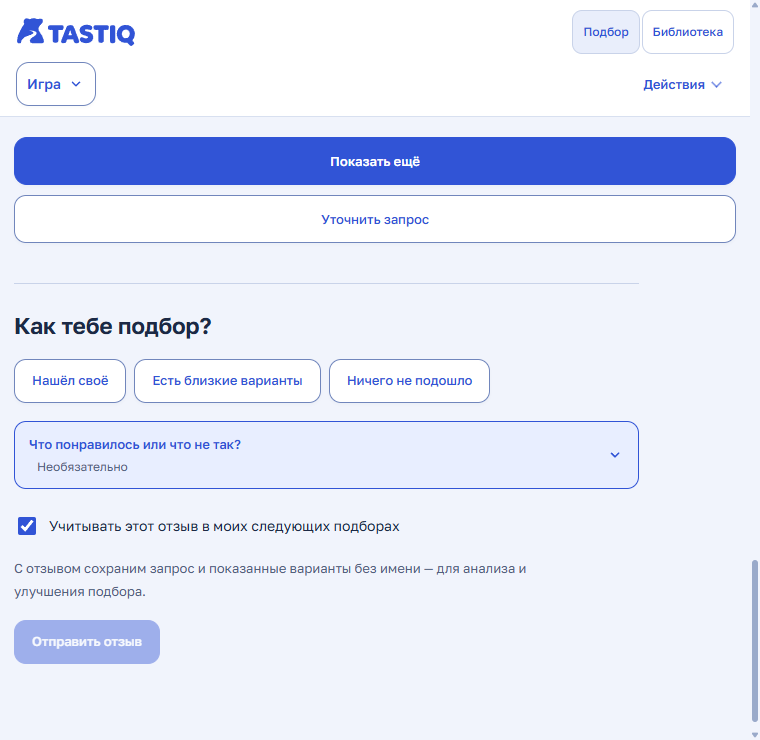 TASTIQ
Подбор
Библиотека
Игра
Действия
Показать ещё
Уточнить запрос
Как тебе подбор?
Нашёл своё
Есть близкие варианты
Ничего не подошло
Что понравилось или что не так?
Необязательно
Учитывать этот отзыв в моих следующих подборах
С отзывом сохраним запрос и показанные варианты без имени — для анализа и
улучшения подбора.
Отправить отзыв